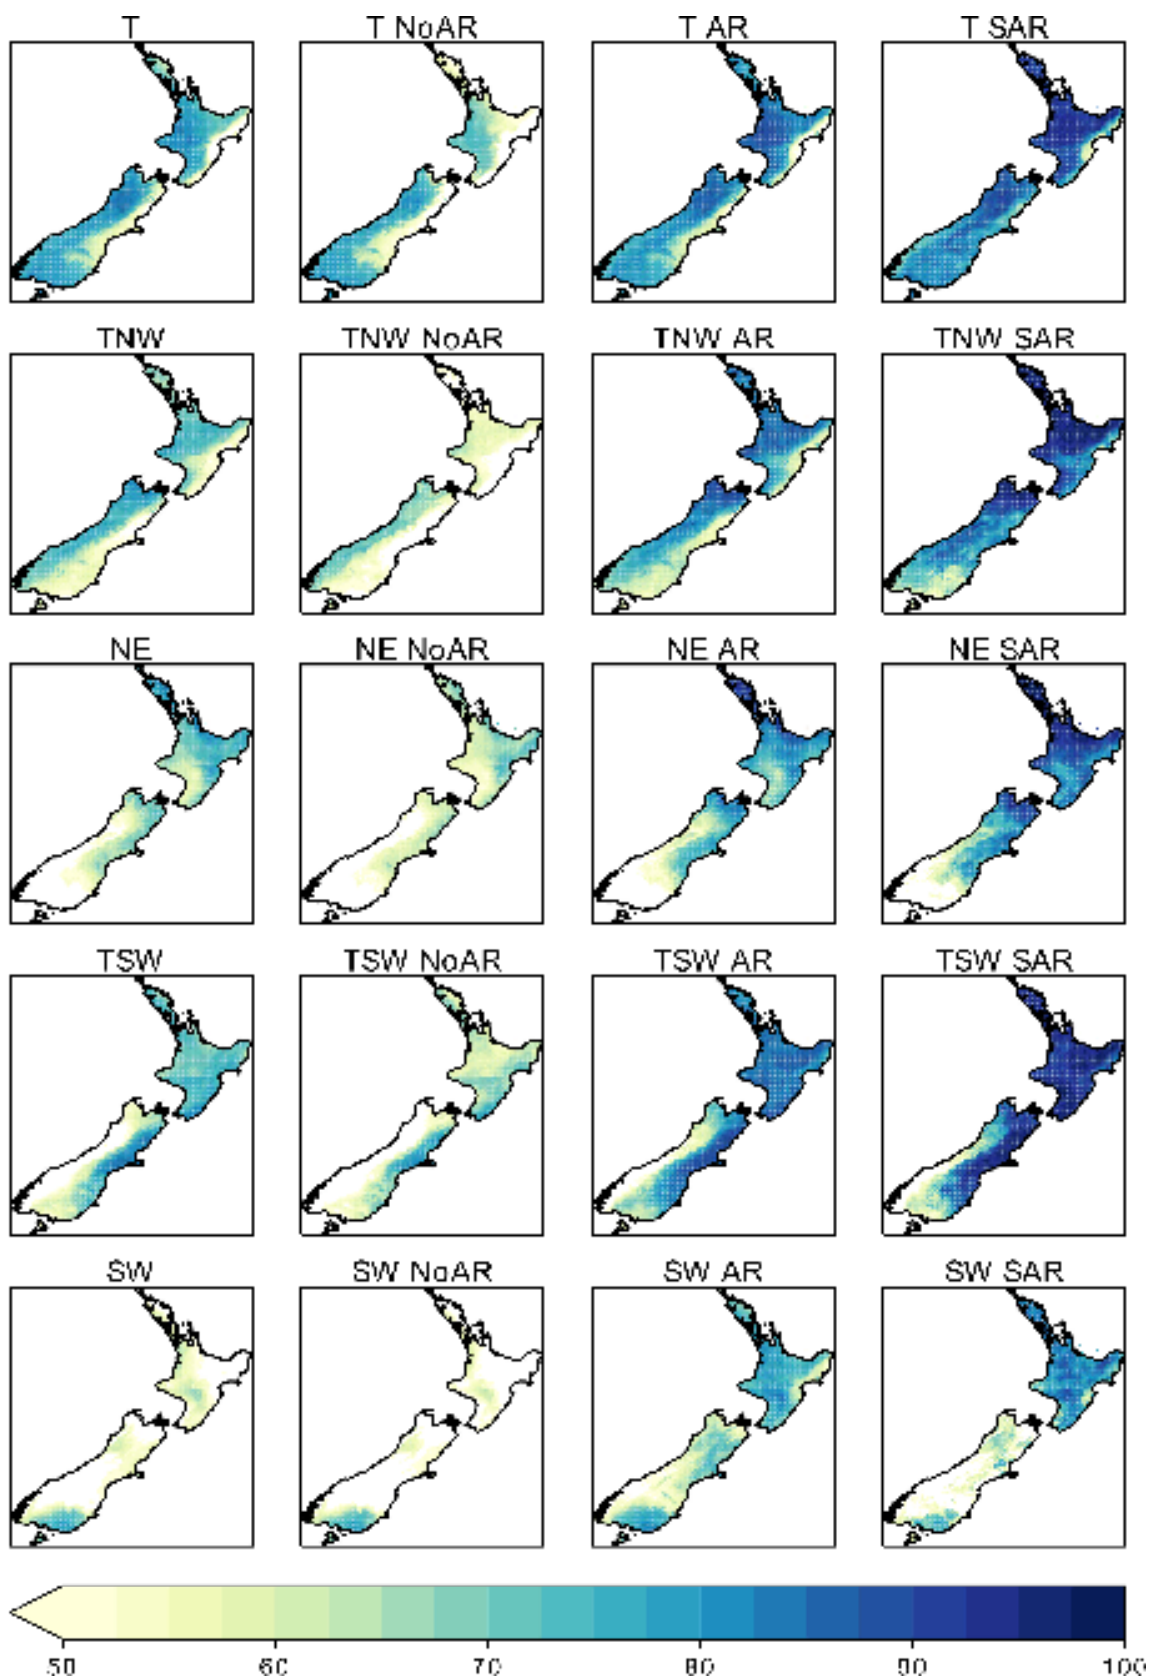 T T NoAR T AR T SAR
TNW TNW NoAR TNW AR TNW SAR
NE NE NoAR NE AR NE SAR
TSW TSW NoAR TSW AR TSW SAR
SW SW NoAR SW AR SW SAR
50 60 70 80 90 100